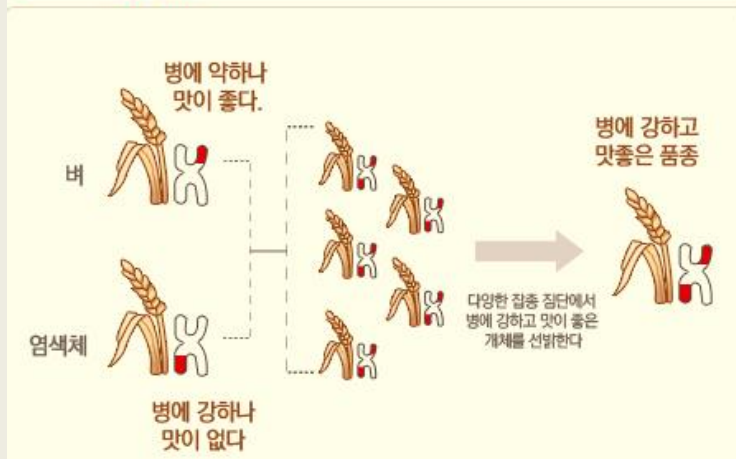 병에 약하나
맛이 좋다.
벼
염색체
병에 강하나
맛이 없다
다양한 잡종 집단에서
병에 강하고 맛이 좋은
개체를 선발한다
병에 강하고
맛좋은 품종